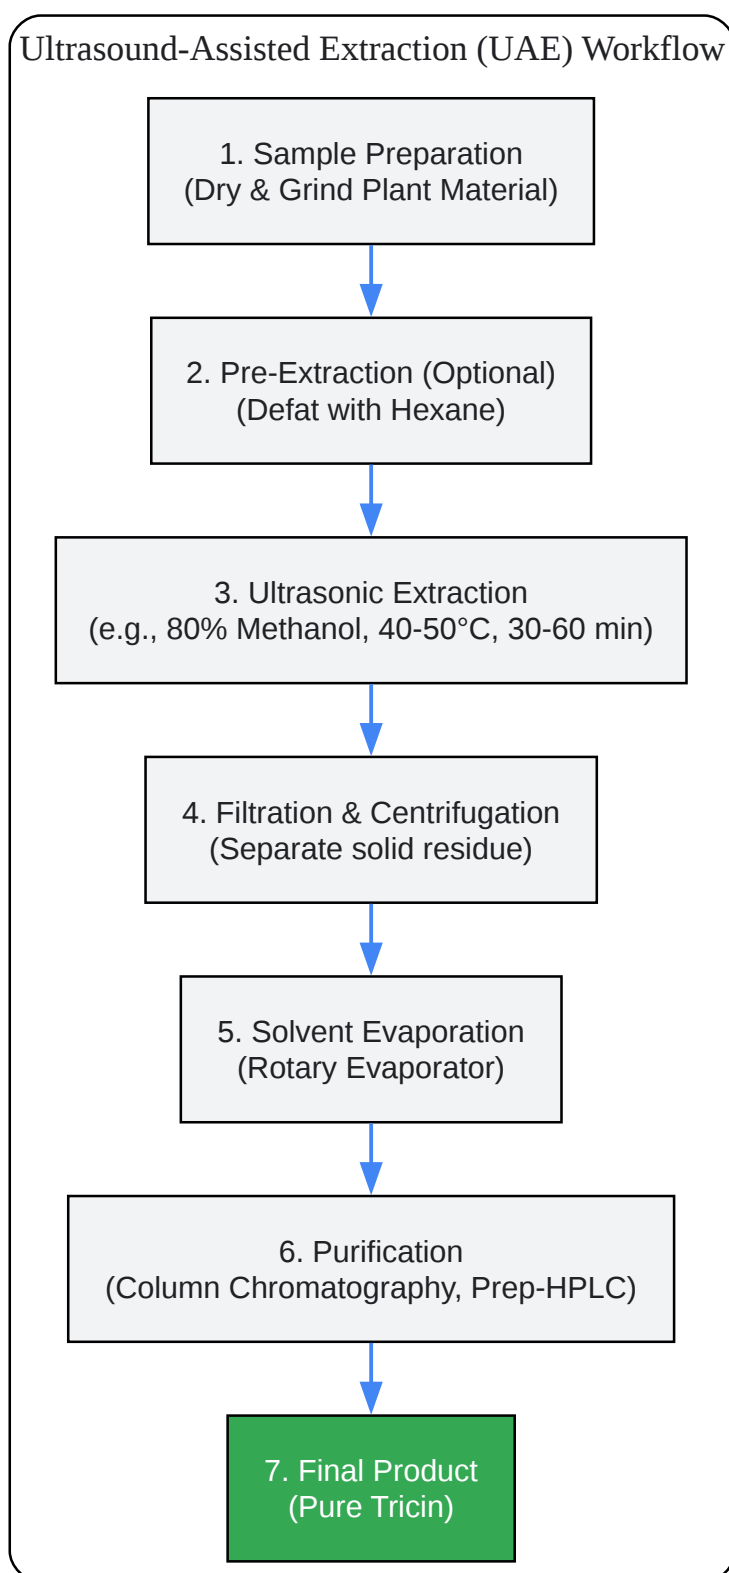 Ultrasound-Assisted Extraction (UAE) Workflow
1. Sample Preparation
(Dry & Grind Plant Material)
2. Pre-Extraction (Optional)
(Defat with Hexane)
3. Ultrasonic Extraction
(e.g., 80% Methanol, 40-50°C, 30-60 min)
4. Filtration & Centrifugation
(Separate solid residue)
5. Solvent Evaporation
(Rotary Evaporator)
6. Purification
(Column Chromatography, Prep-HPLC)
7. Final Product
(Pure Tricin)